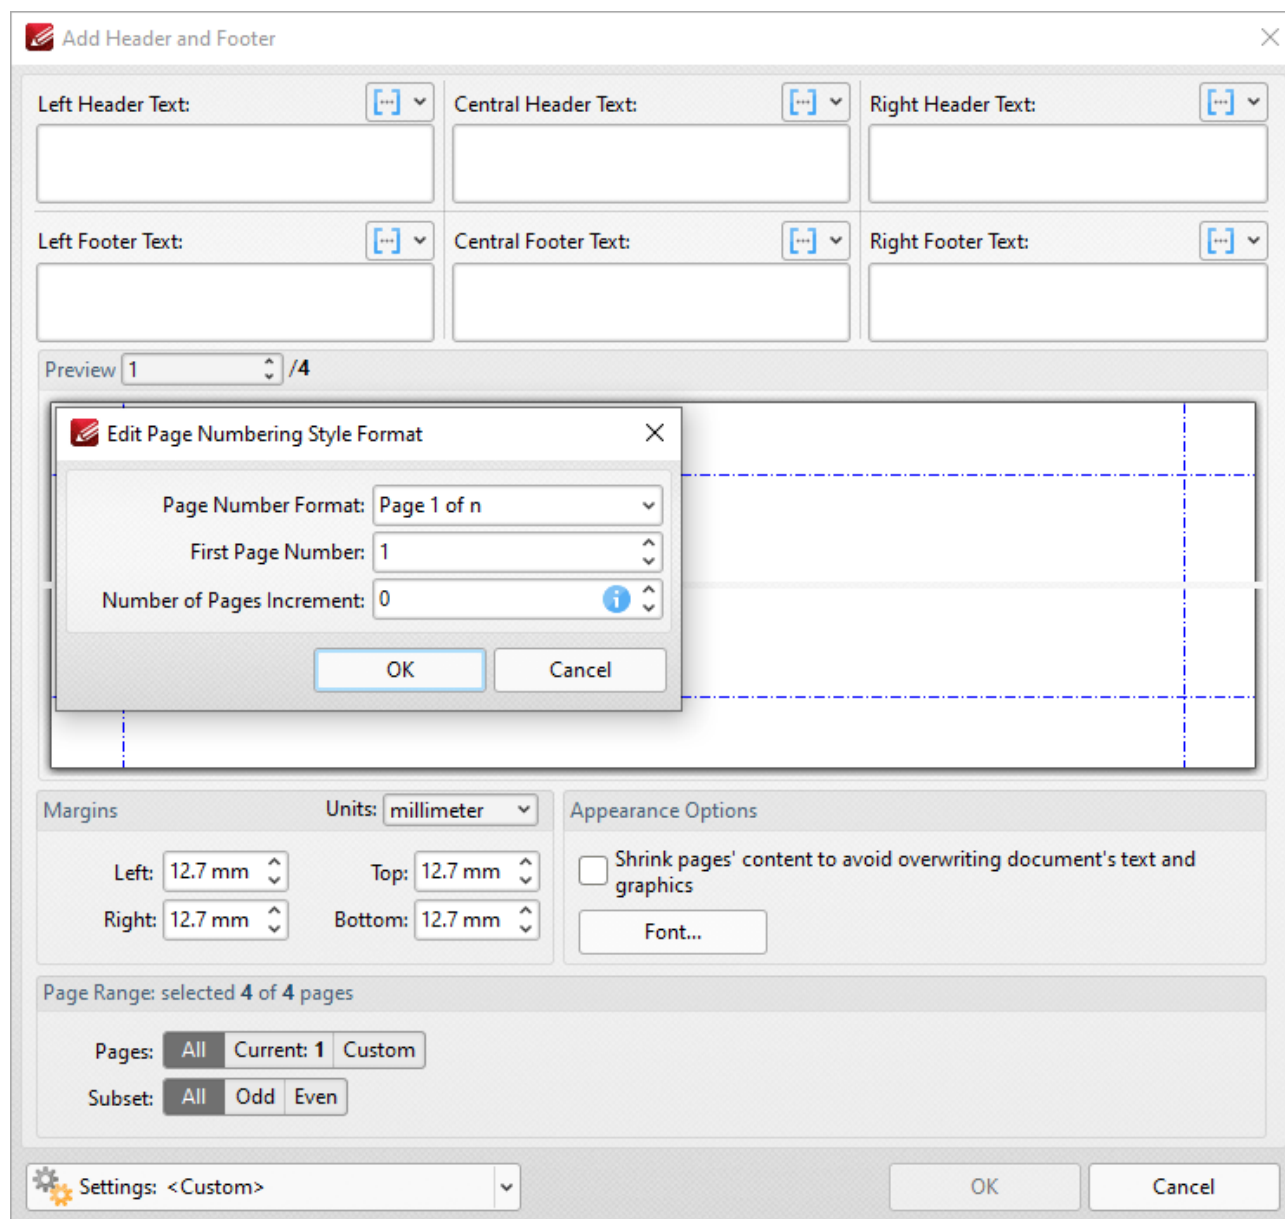 Add Header and Footer
Left Header Text:
Central Header Text:
Right Header Text:
Left Footer Text:
Central Footer Text:
Right Footer Text:
Preview 1 /4
Edit Page Numbering Style Format
Page Number Format: Page 1 of n
First Page Number: 1
Number of Pages Increment: 0
OK Cancel
Margins Units: millimeter
Left: 12.7 mm Top: 12.7 mm
Right: 12.7 mm Bottom: 12.7 mm
Appearance Options
Shrink pages' content to avoid overwriting document's text and
graphics
Font...
Page Range: selected 4 of 4 pages
Pages: All Current: 1 Custom
Subset: All Odd Even
Settings: <Custom> OK Cancel